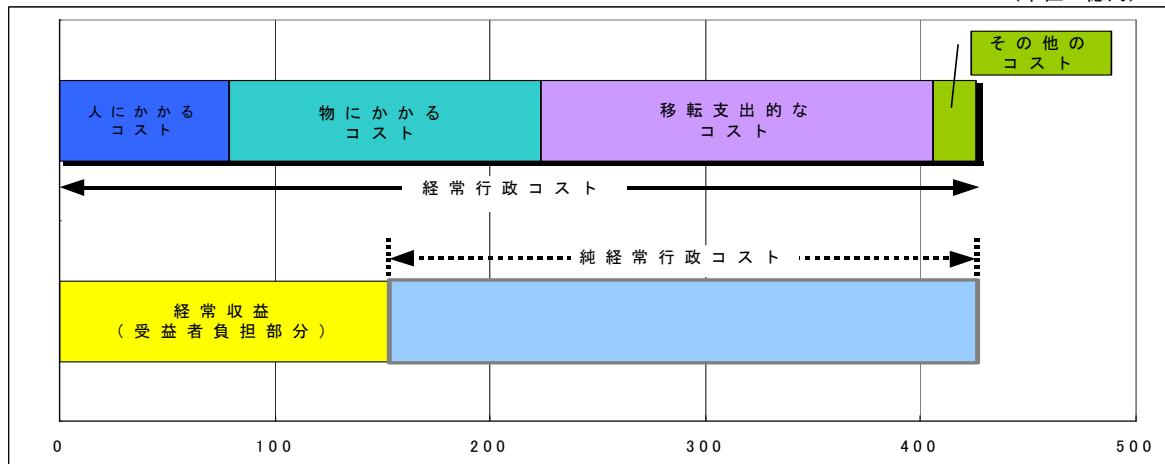 その他の
コスト
人にかかる
コスト
物にかかる
コスト
移転支出的な
コスト
経常行政コスト
純経常行政コスト
経常収益
(受益者負担部分)
0 100 200 300 400 500